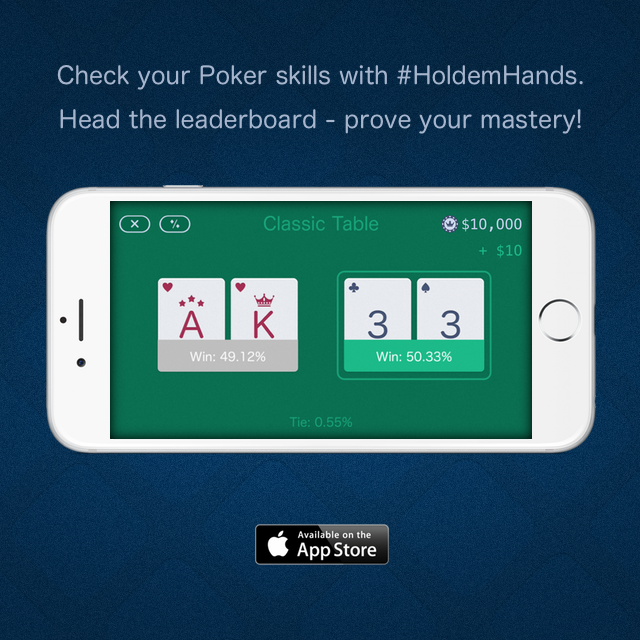 Check your Poker skills with #HoldemHands.
Head the leaderboard - prove your mastery!
Classic Table
$10,000
+ $10
A K
3 3
Win: 49.12%
Win: 50.33%
Tie: 0.55%
Available on the
App Store